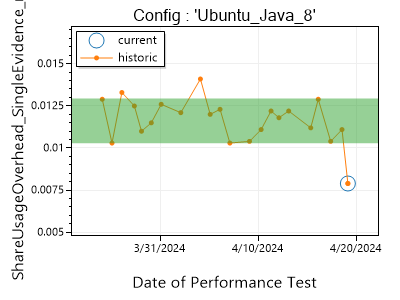 Config : 'Ubuntu_Java_8'
current
historic
ShareUsageOverhead_SingleEvidence_
0.015
0.0125
0.01
0.0075
0.005
3/31/2024
4/10/2024
4/20/2024
Date of Performance Test